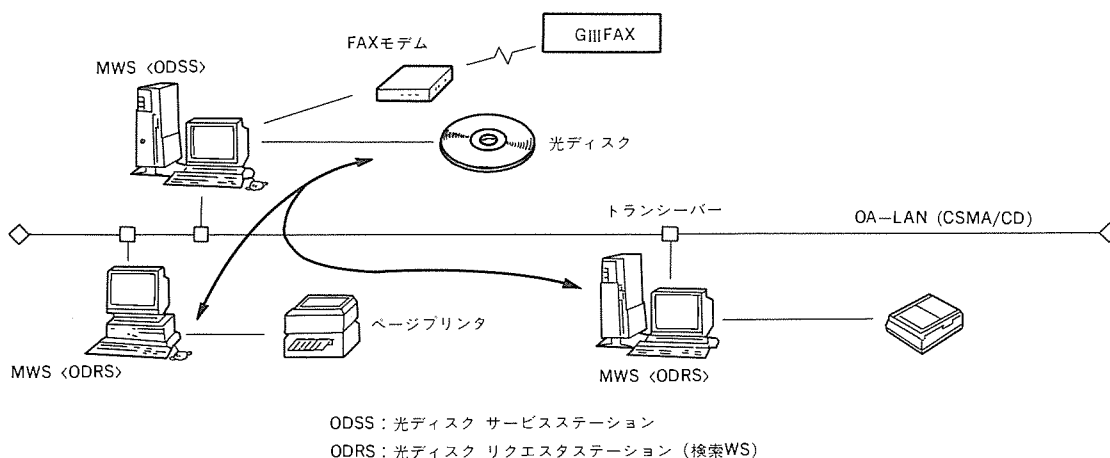 GIIIFAX
FAXモデム
MWS〈ODSS〉
光ディスク
トランシーバー
OA—LAN (CSMA/CD)
ページプリンタ
MWS〈ODRS〉
MWS〈ODRS〉
ODSS：光ディスク サービスステーション
ODRS：光ディスク リクエスタステーション（検索WS）